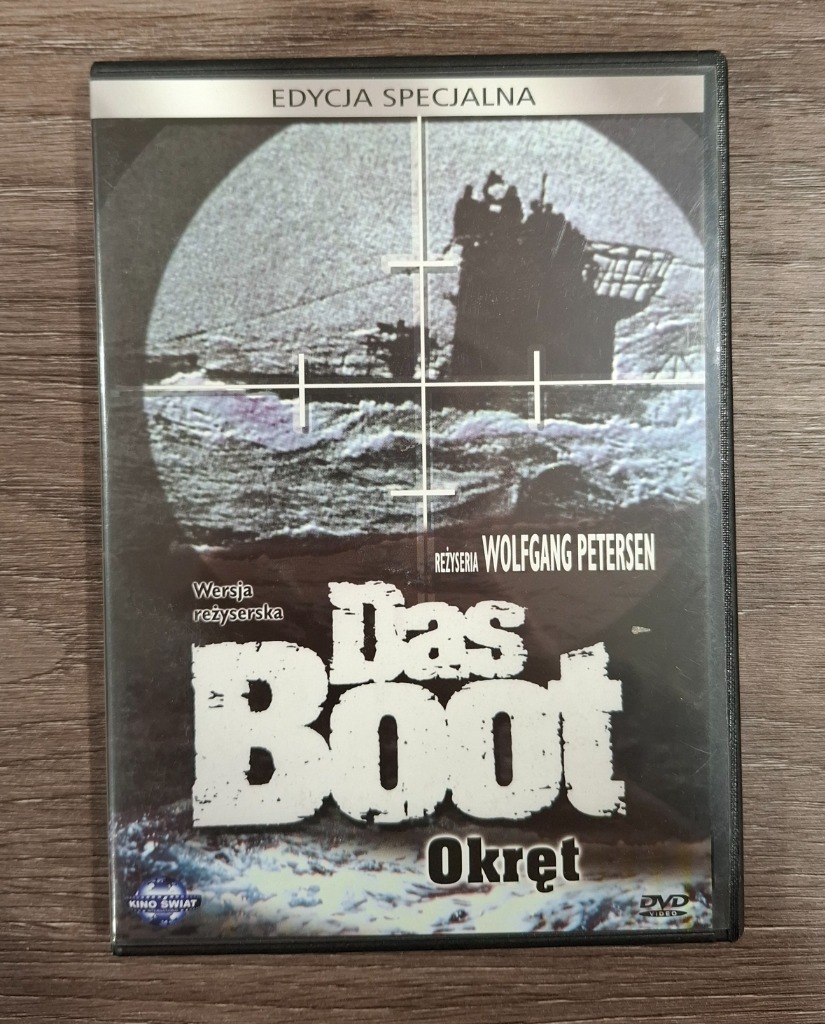 EDYCJA SPECJALNA
REŻYSERIA WOLFGANG PETERSEN
Wersja
reżyserska
Das
Boot
Okręt
KINO ŚWIAT
DVD
VIDEO